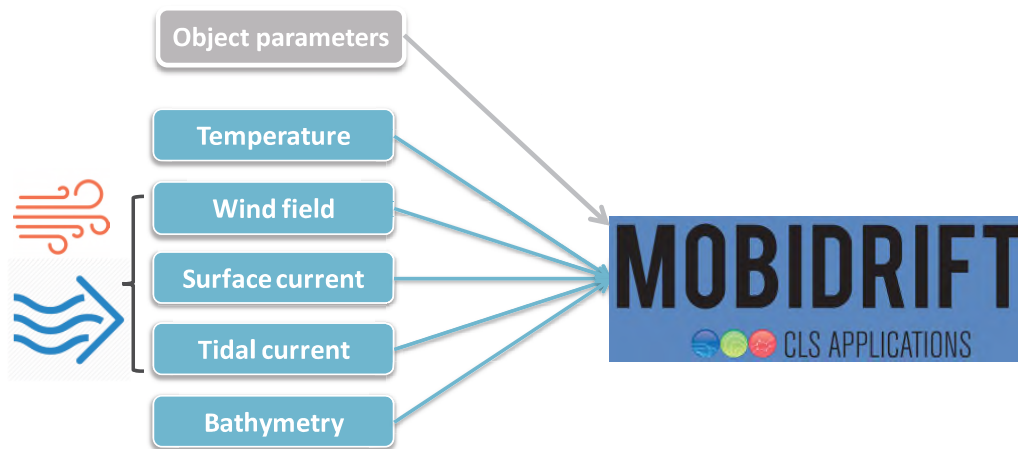 Object parameters
Temperature
Wind field
Surface current
Tidal current
Bathymetry
MOBIDRIFT
CLS APPLICATIONS